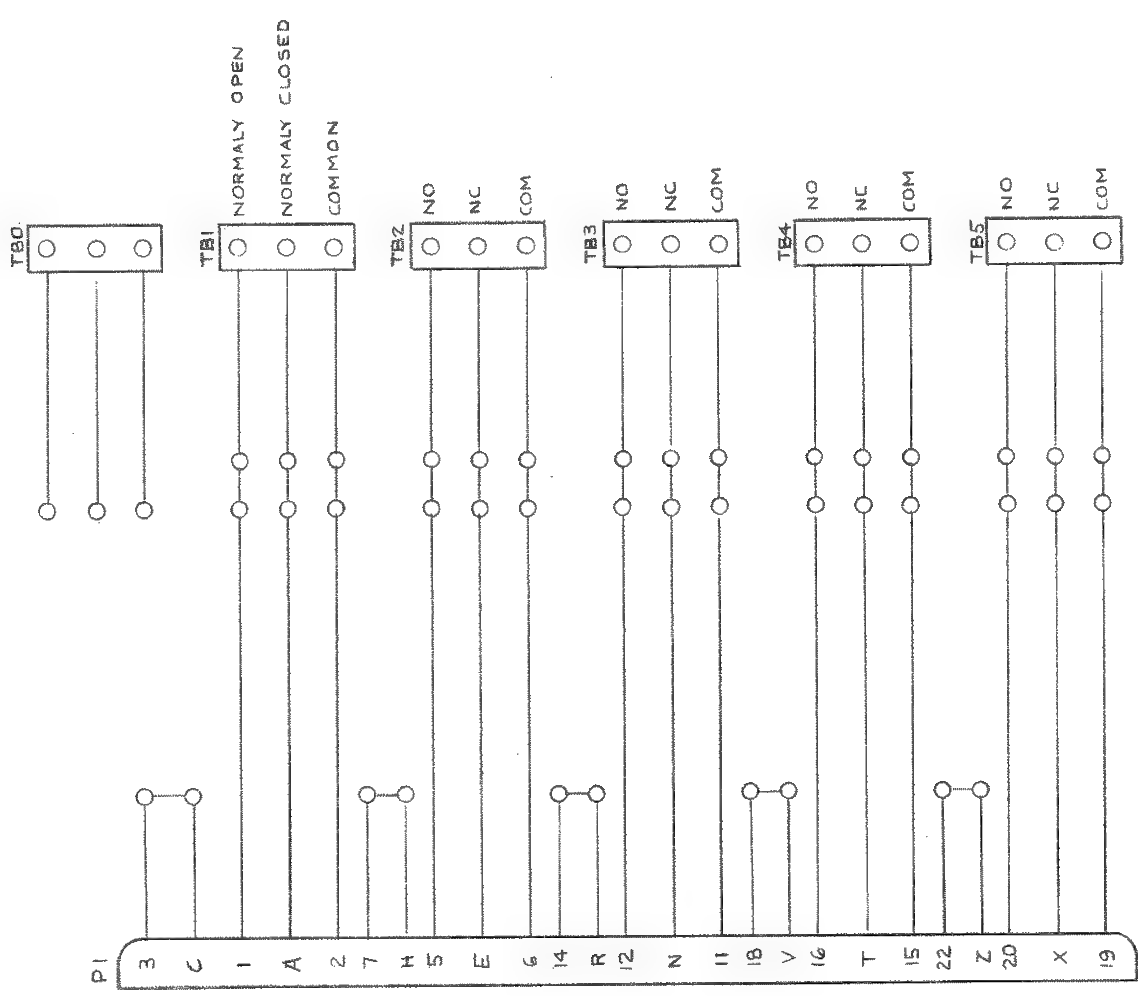 TB0
TB1
NORMALY OPEN
NORMALY CLOSED
COMMON
TB2
NO
NC
COM
TB3
NO
NC
COM
TB4
NO
NC
COM
TB5
NO
NC
COM
P1
3
C
1
A
2
7
H
5
E
6
14
R
12
N
11
18
V
16
T
15
22
Z
20
X
19